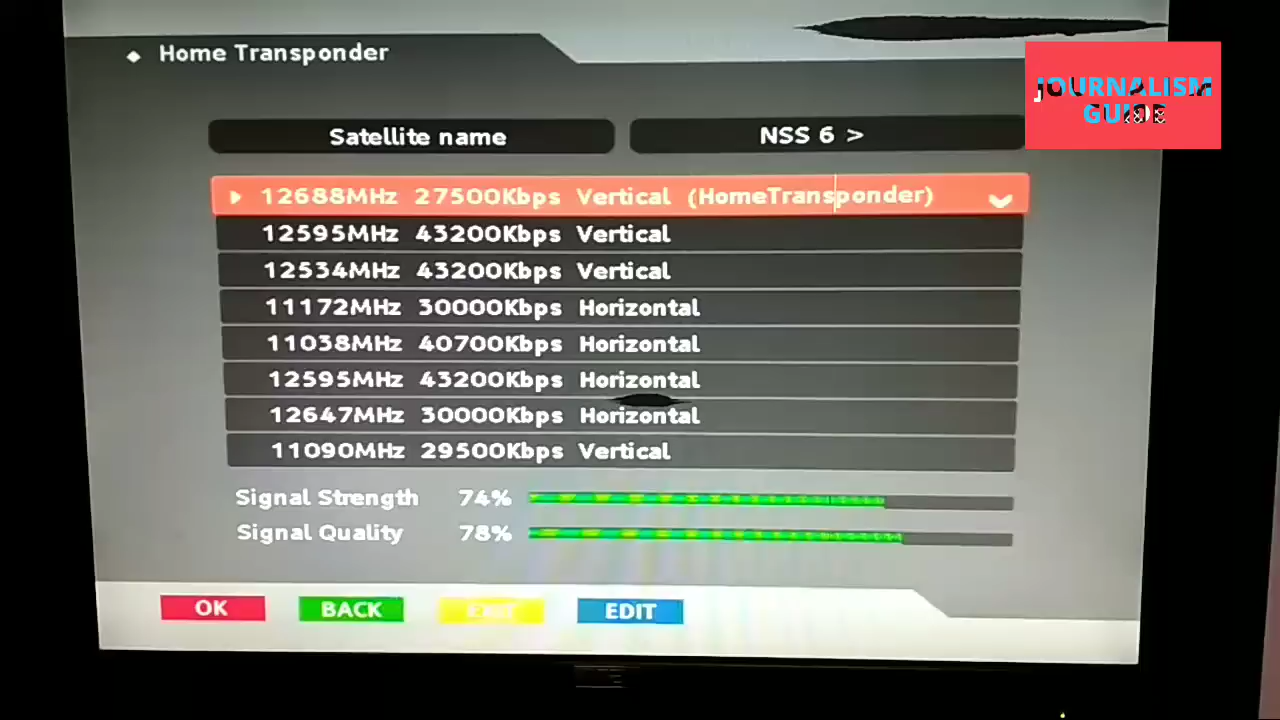 Home Transponder
JOURNALISM
GUIDE
Satellite name
NSS 6 >
12688MHz 27500Kbps Vertical (HomeTransponder)
12595MHz 43200Kbps Vertical
12534MHz 43200Kbps Vertical
11172MHz 30000Kbps Horizontal
11038MHz 40700Kbps Horizontal
12595MHz 43200Kbps Horizontal
12647MHz 30000Kbps Horizontal
11090MHz 29500Kbps Vertical
Signal Strength 74%
Signal Quality 78%
OK BACK EXIT EDIT